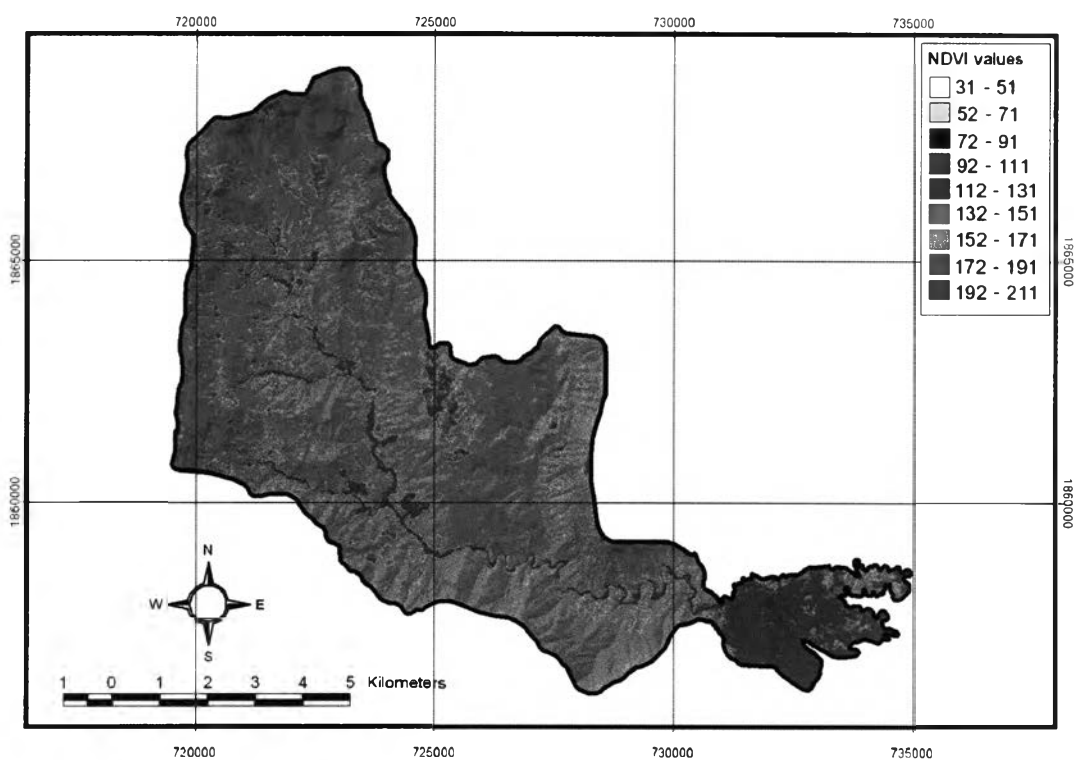 720000 725000 730000 735000
NDVI values
31 - 51
52 - 71
72 - 91
92 - 111
112 - 131
132 - 151
152 - 171
172 - 191
192 - 211
1865000 1865000
1860000 1860000
N
W E
S
1 0 1 2 3 4 5 Kilometers
720000 725000 730000 735000